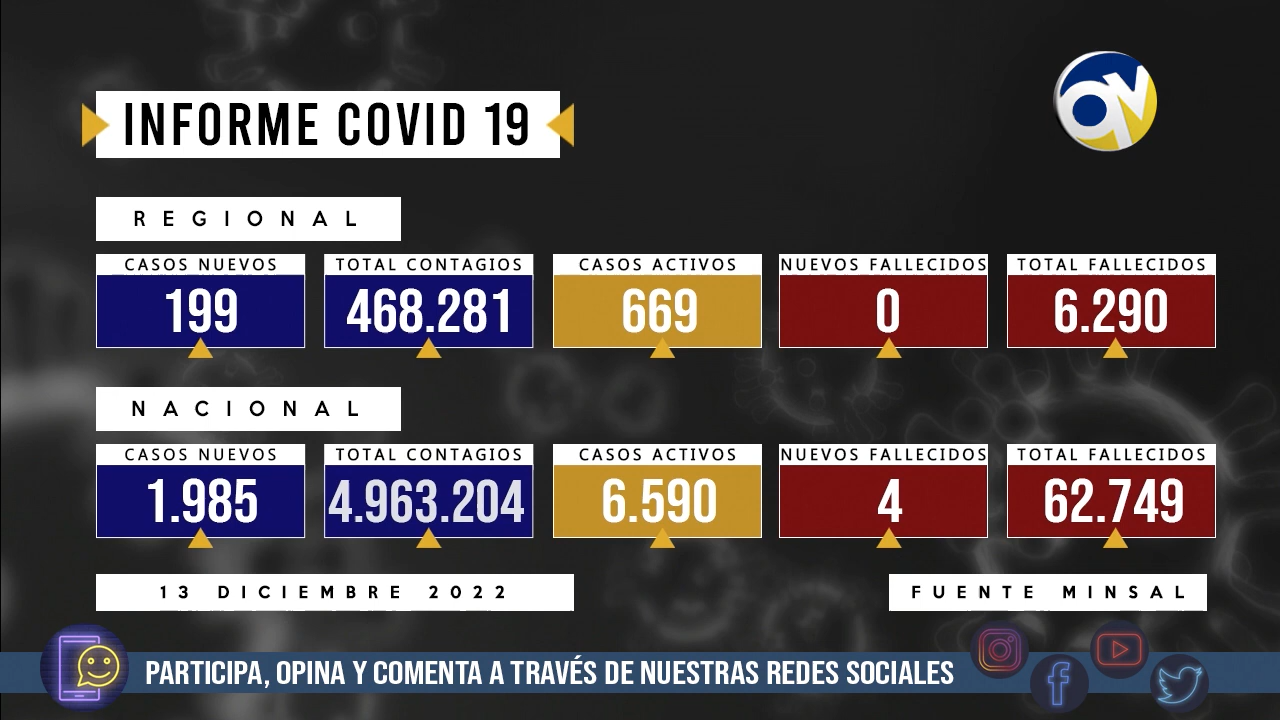 INFORME COVID 19
REGIONAL
CASOS NUEVOS
199
TOTAL CONTAGIOS
468.281
CASOS ACTIVOS
669
NUEVOS FALLECIDOS
0
TOTAL FALLECIDOS
6.290
NACIONAL
CASOS NUEVOS
1.985
TOTAL CONTAGIOS
4.963.204
CASOS ACTIVOS
6.590
NUEVOS FALLECIDOS
4
TOTAL FALLECIDOS
62.749
13 DICIEMBRE 2022
FUENTE MINSAL
PARTICIPA, OPINA Y COMENTA A TRAVÉS DE NUESTRAS REDES SOCIALES